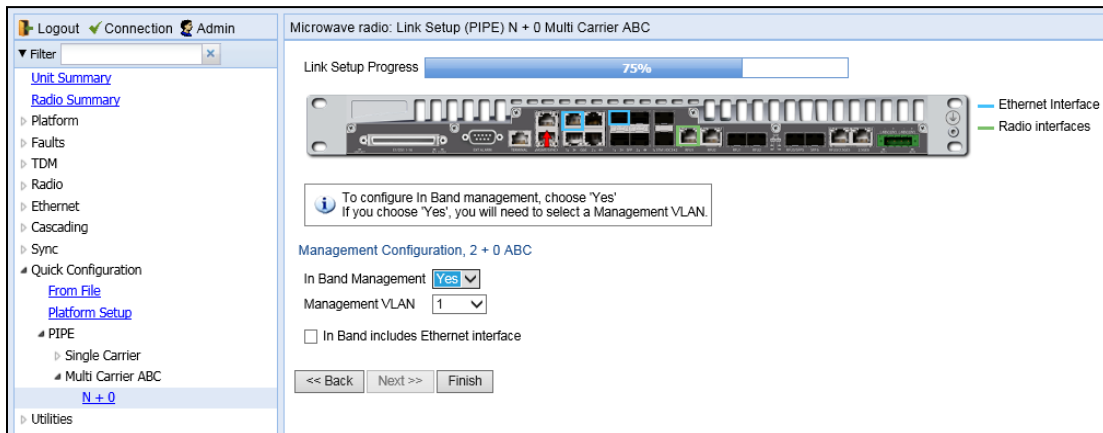 Logout Connection Admin
Microwave radio: Link Setup (PIPE) N + 0 Multi Carrier ABC
Filter
Unit Summary
Radio Summary
Platform
Faults
TDM
Radio
Ethernet
Cascading
Sync
Quick Configuration
From File
Platform Setup
PIPE
Single Carrier
Multi Carrier ABC
N + 0
Utilities
Link Setup Progress 75%
Ethernet Interface
Radio interfaces
To configure In Band management, choose 'Yes'
If you choose 'Yes', you will need to select a Management VLAN.
Management Configuration, 2 + 0 ABC
In Band Management Yes
Management VLAN 1
In Band includes Ethernet interface
<< Back Next >> Finish